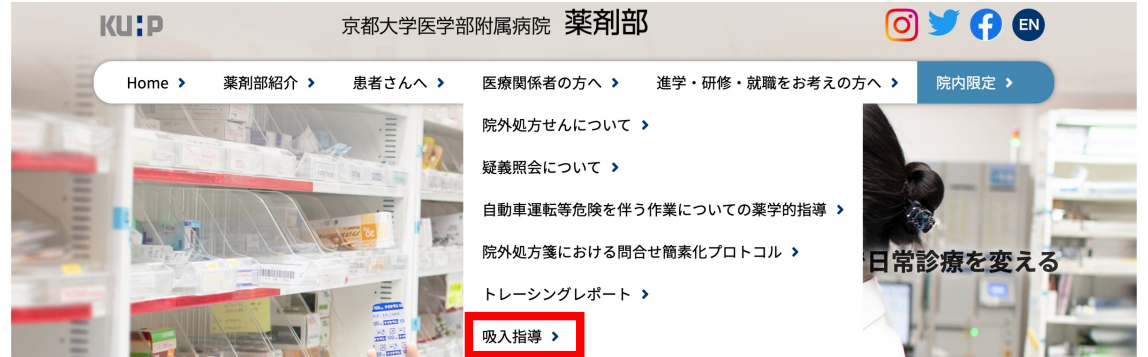 KU:P 京都大学医学部附属病院 薬剤部 EN
Home > 薬剤部紹介 > 患者さんへ > 医療関係者の方へ > 進学・研修・就職をお考えの方へ > 院内限定 >
院外処方せんについて >
疑義照会について >
自動車運転等危険を伴う作業についての薬学的指導 >
院外処方箋における問合せ簡素化プロトコル >
日常診療を変える
トレーシングレポート >
吸入指導 >